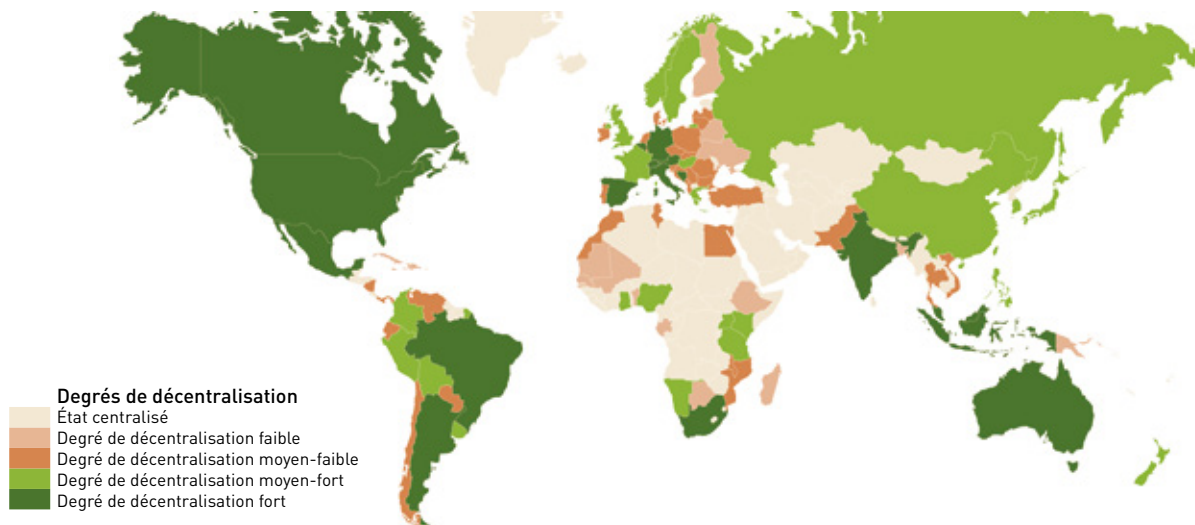 Degrés de décentralisation
État centralisé
Degré de décentralisation faible
Degré de décentralisation moyen-faible
Degré de décentralisation moyen-fort
Degré de décentralisation fort